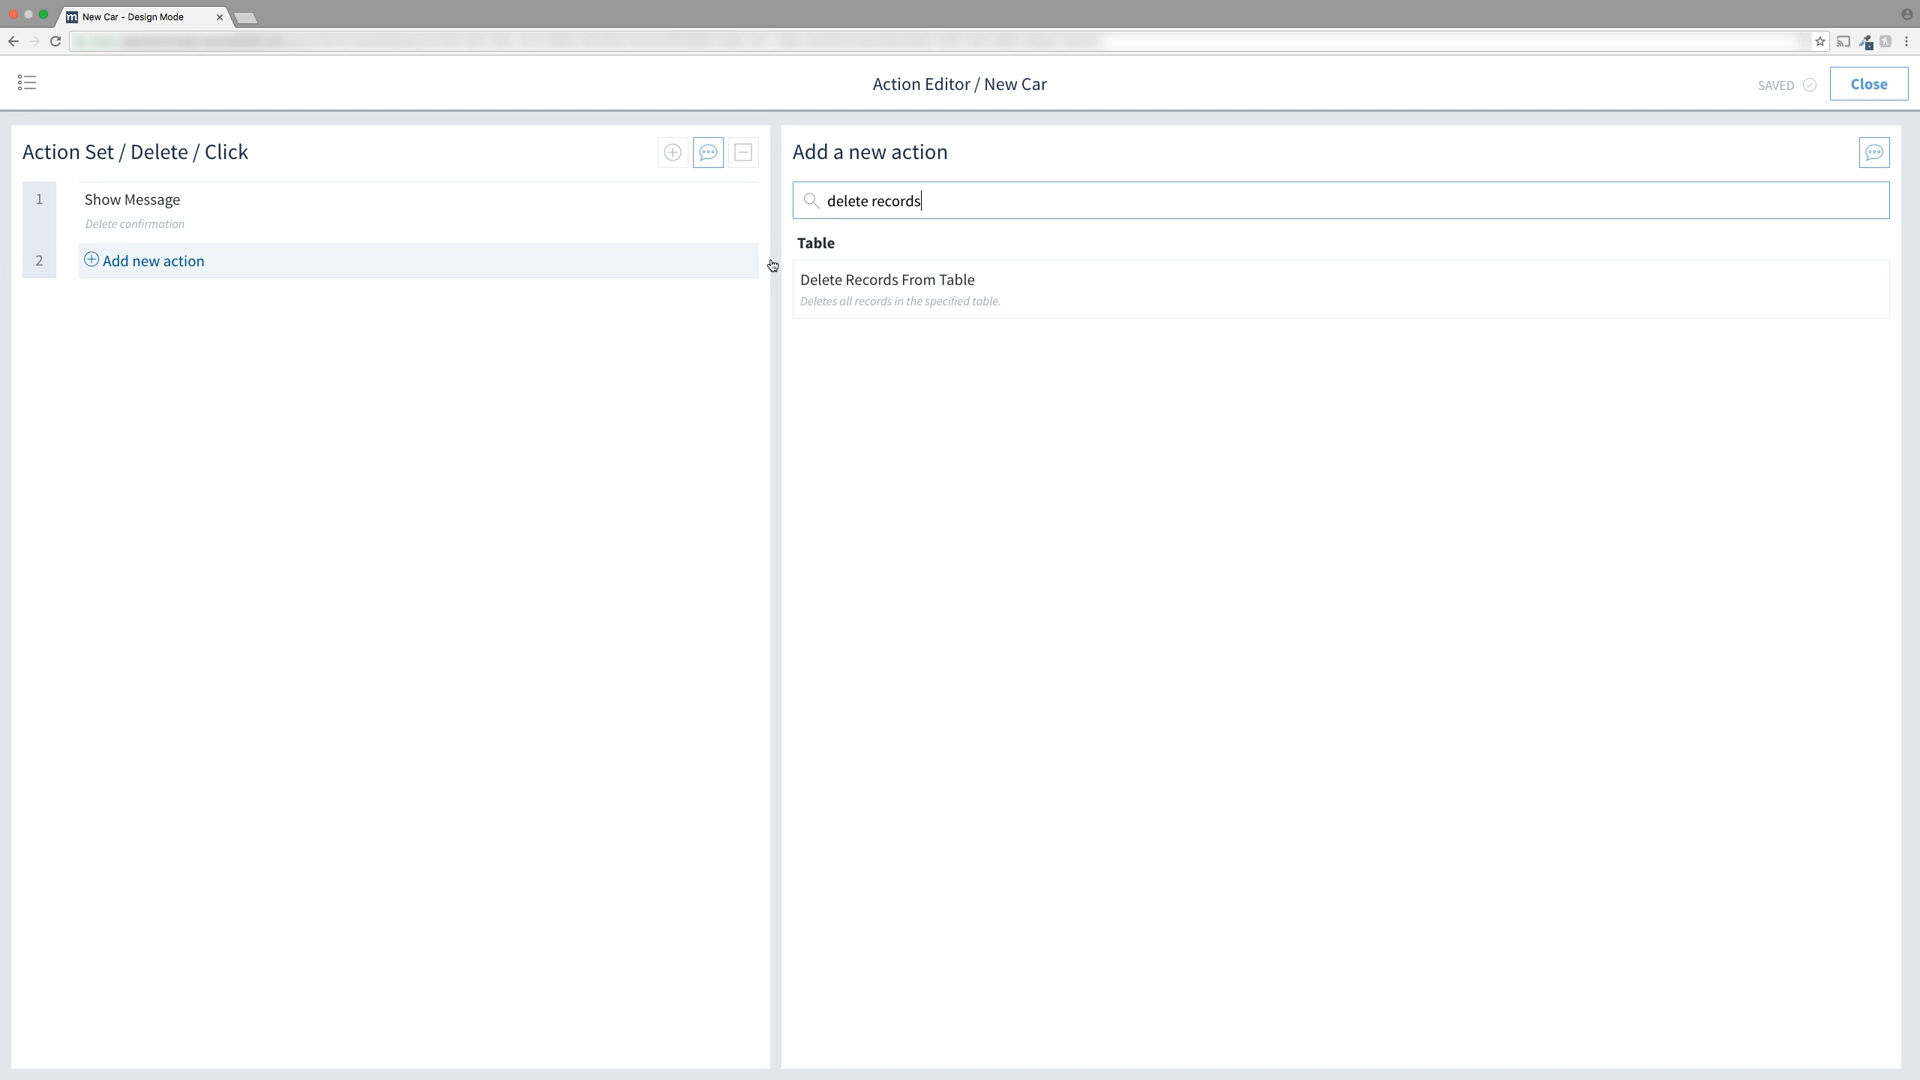 New Car - Design Mode
Action Editor / New Car
SAVED
Close
Action Set / Delete / Click
1
Show Message
Delete confirmation
2
Add new action
Add a new action
delete records
Table
Delete Records From Table
Deletes all records in the specified table.